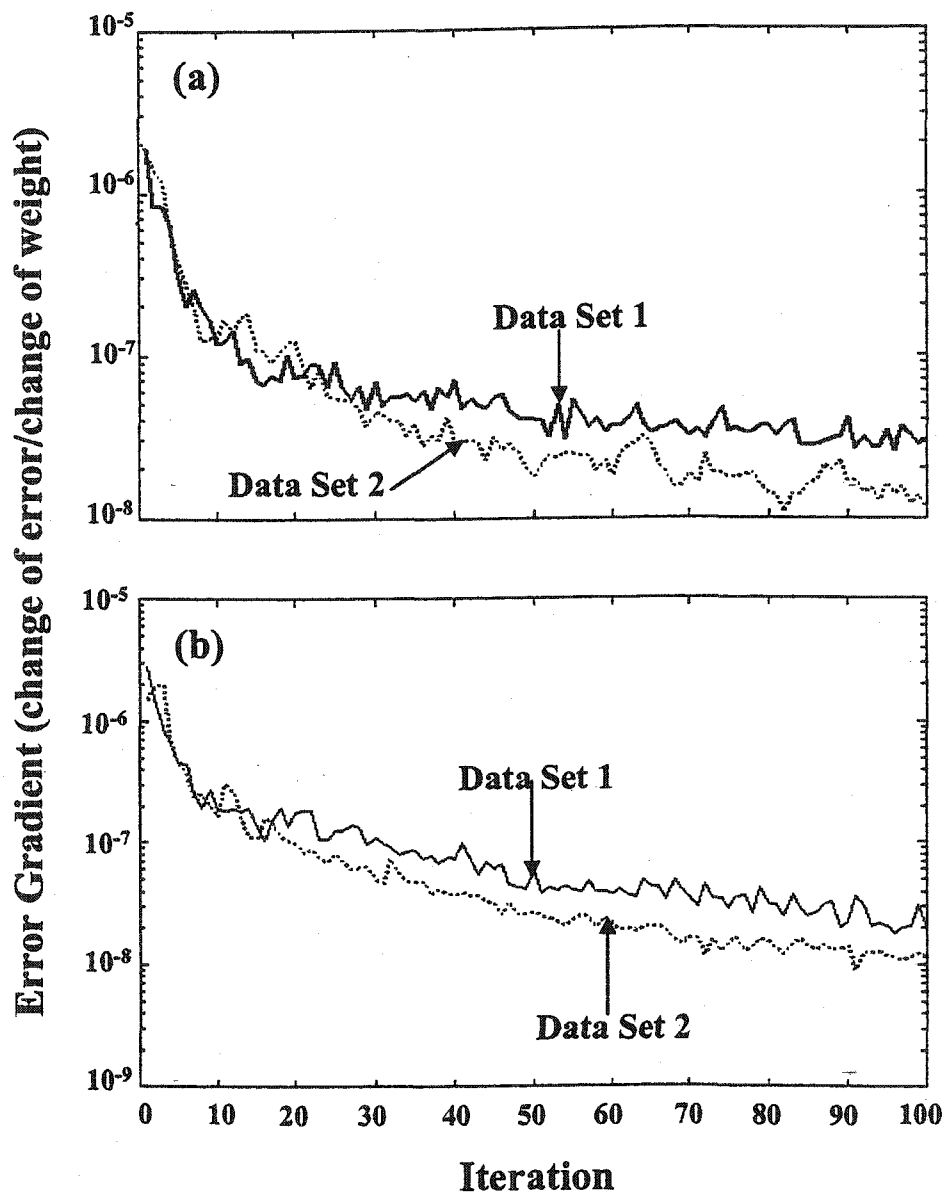 Error Gradient (change of error/change of weight)
(a)
10-5
10-6
10-7
10-8
Data Set 1
Data Set 2
(b)
10-5
10-6
10-7
10-8
10-9
Data Set 1
Data Set 2
0 10 20 30 40 50 60 70 80 90 100
Iteration